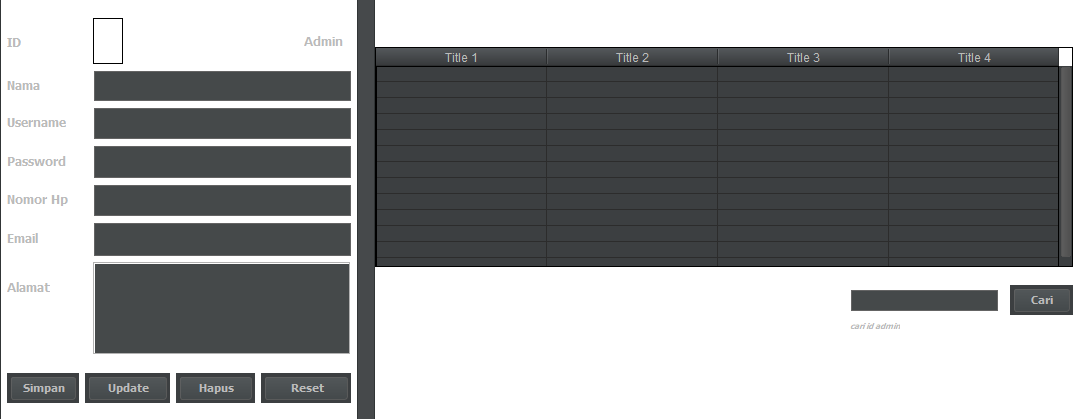 ID
Admin
Nama
Username
Password
Nomor Hp
Email
Alamat
Simpan Update Hapus Reset
Title 1 Title 2 Title 3 Title 4
Cari
cari id admin